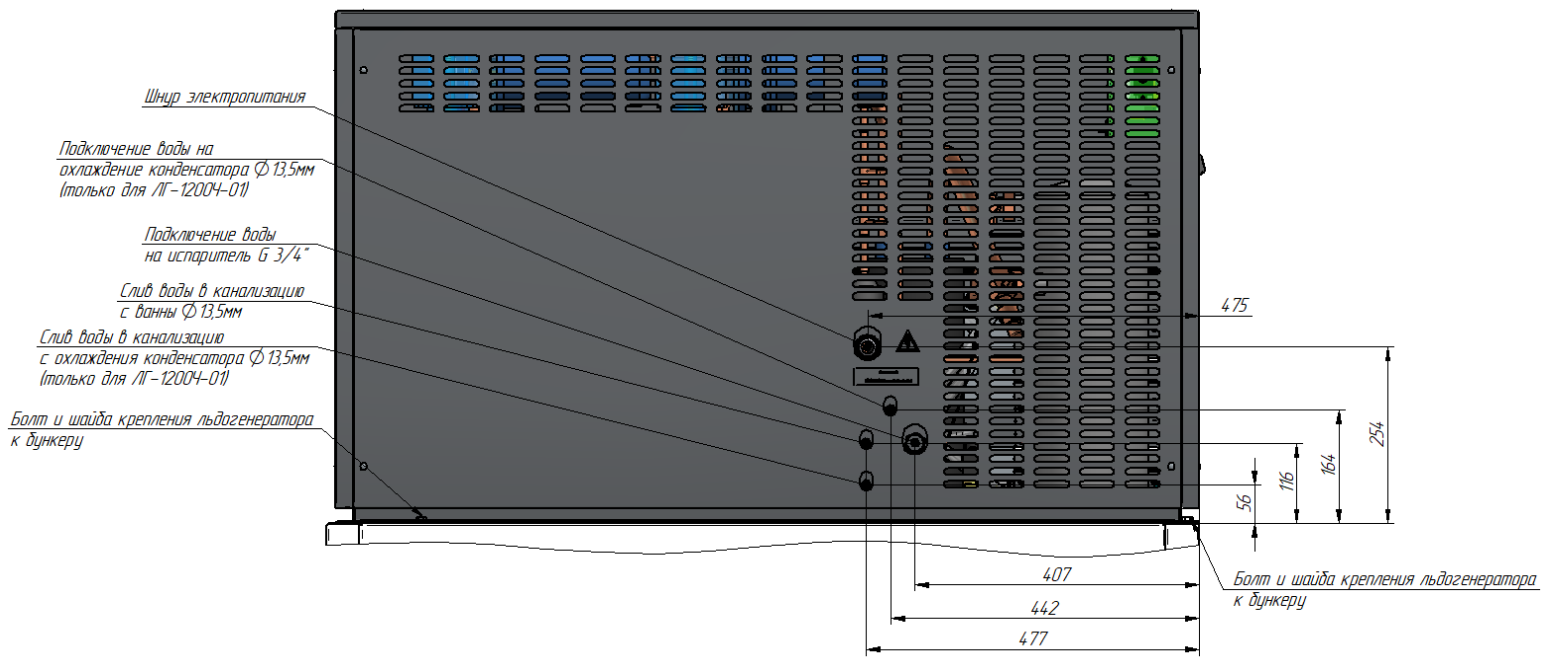 Шнур электропитания
Подключение воды на
охлаждение конденсатора ∅13,5мм
(только для ЛГ-1200Ч-01)
Подключение воды
на испаритель G 3/4"
Слив воды в канализацию
с ванны ∅13,5мм
Слив воды в канализацию
с охлаждения конденсатора ∅13,5мм
(только для ЛГ-1200Ч-01)
Болт и шайба крепления льдогенератора
к бункеру
475
254
164
116
56
407
442
477
Болт и шайба крепления льдогенератора
к бункеру